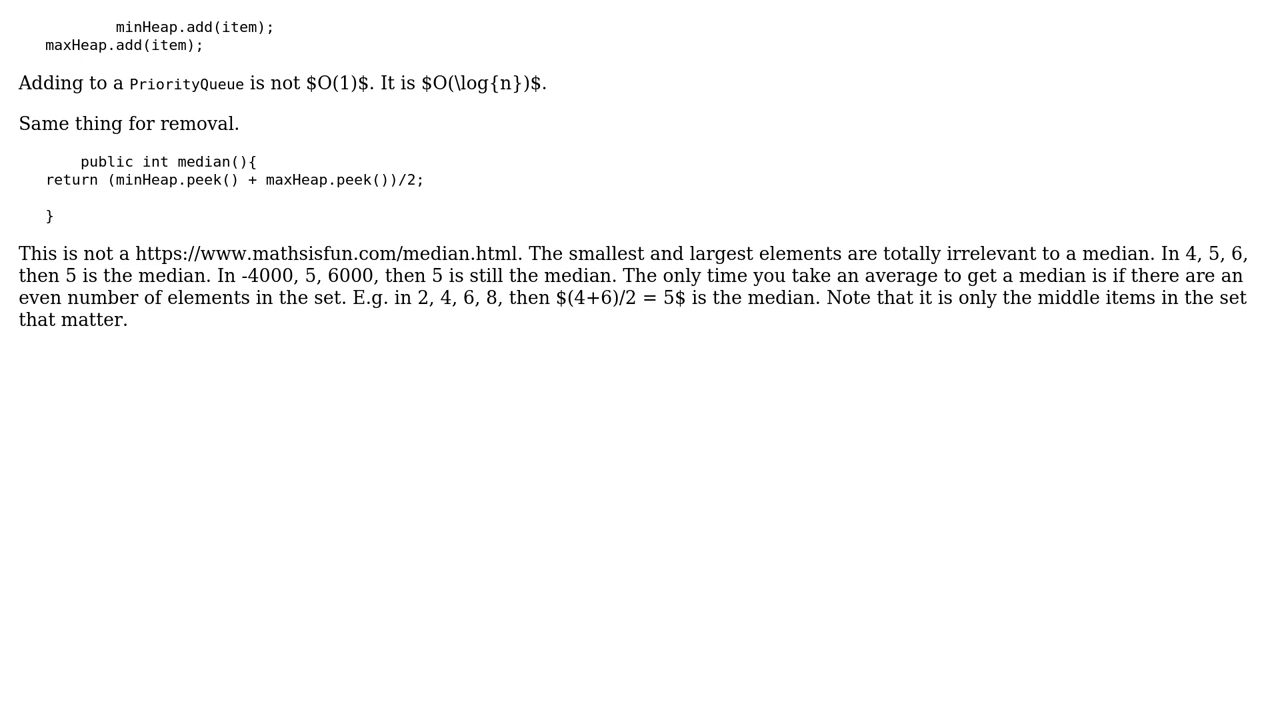 minHeap.add(item);
maxHeap.add(item);
Adding to a PriorityQueue is not $O(1)$. It is $O(\log{n})$.
Same thing for removal.
public int median(){
return (minHeap.peek() + maxHeap.peek())/2;
}
This is not a https://www.mathsisfun.com/median.html. The smallest and largest elements are totally irrelevant to a median. In 4, 5, 6,
then 5 is the median. In -4000, 5, 6000, then 5 is still the median. The only time you take an average to get a median is if there are an
even number of elements in the set. E.g. in 2, 4, 6, 8, then $(4+6)/2 = 5$ is the median. Note that it is only the middle items in the set
that matter.